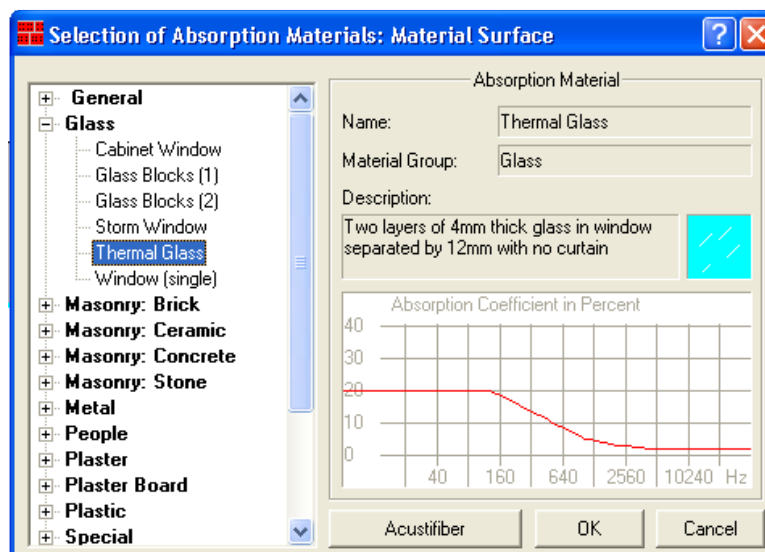 Selection of Absorption Materials: Material Surface
General
Glass
Cabinet Window
Glass Blocks (1)
Glass Blocks (2)
Storm Window
Thermal Glass
Window (single)
Masonry: Brick
Masonry: Ceramic
Masonry: Concrete
Masonry: Stone
Metal
People
Plaster
Plaster Board
Plastic
Special
Absorption Material
Name: Thermal Glass
Material Group: Glass
Description:
Two layers of 4mm thick glass in window
separated by 12mm with no curtain
Absorption Coefficient in Percent
40
30
20
10
0
40 160 640 2560 10240 Hz
Acustifiber OK Cancel